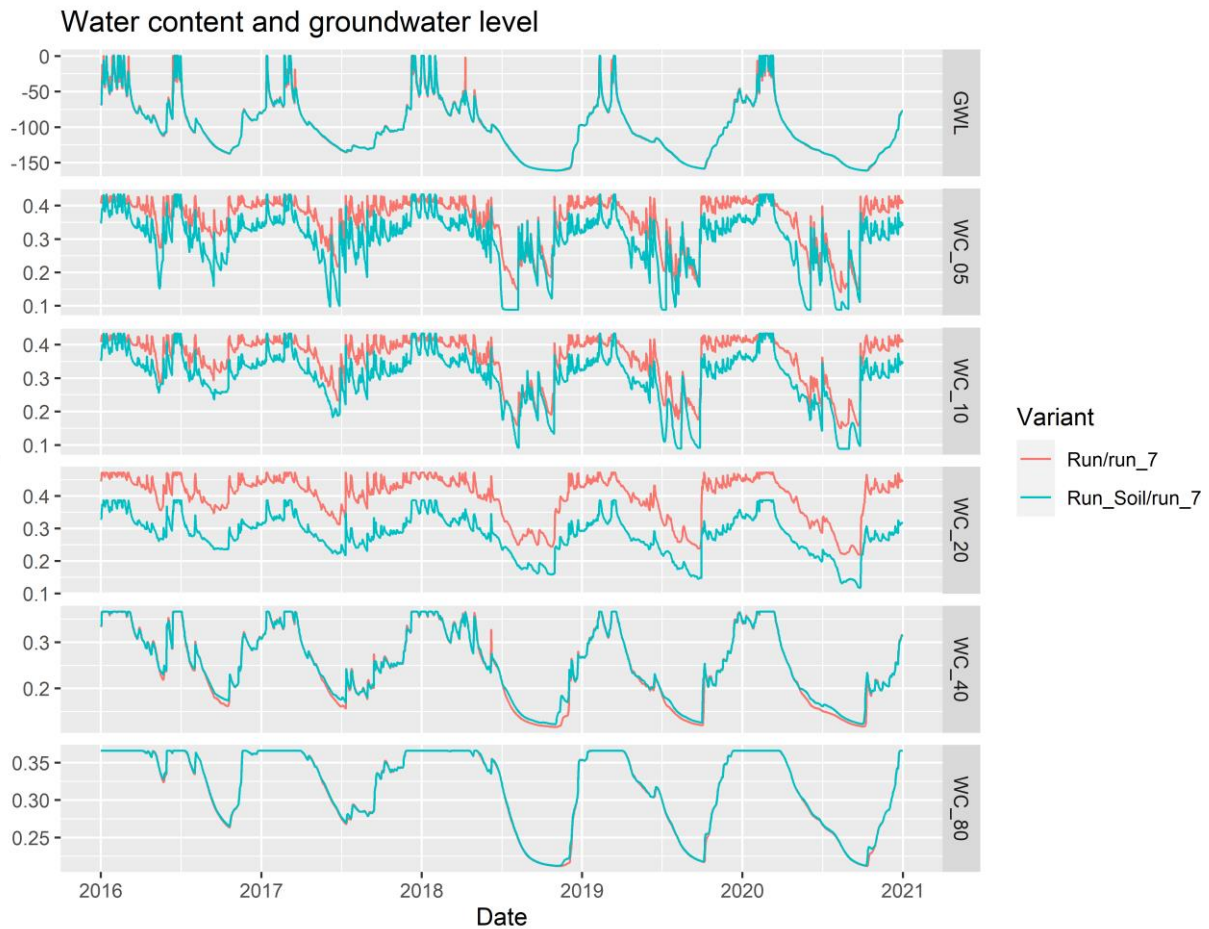 Water content and groundwater level
0
-50
-100
-150
GWL
0.4
0.3
0.2
0.1
WC_05
0.4
0.3
0.2
0.1
WC_10
0.4
0.3
0.2
0.1
WC_20
0.3
0.2
WC_40
0.35
0.30
0.25
WC_80
2016 2017 2018 2019 2020 2021
Date
Variant
Run/run_7
Run_Soil/run_7